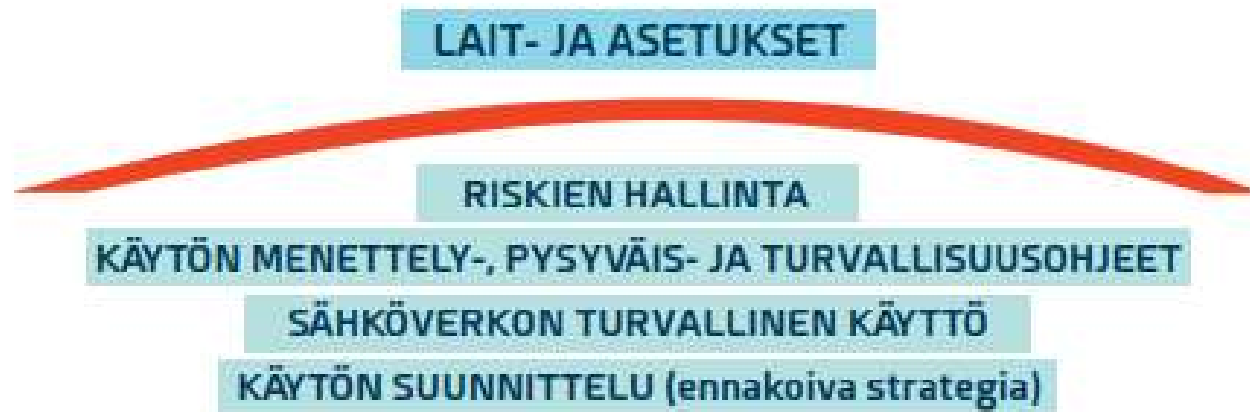 LAIT- JA ASETUKSET
RISKIEN HALLINTA
KÄYTÖN MENETTELY-, PYSYVÄIS- JA TURVALLISUUSOHJEET
SÄHKÖVERKON TURVALLINEN KÄYTTÖ
KÄYTÖN SUUNNITTELU (ennakoiva strategia)